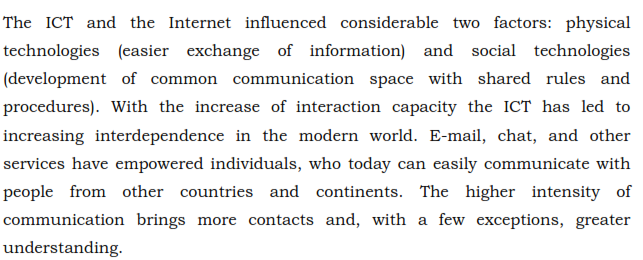 The ICT and the Internet influenced considerable two factors: physical
technologies (easier exchange of information) and social technologies
(development of common communication space with shared rules and
procedures). With the increase of interaction capacity the ICT has led to
increasing interdependence in the modern world. E-mail, chat, and other
services have empowered individuals, who today can easily communicate with
people from other countries and continents. The higher intensity of
communication brings more contacts and, with a few exceptions, greater
understanding.